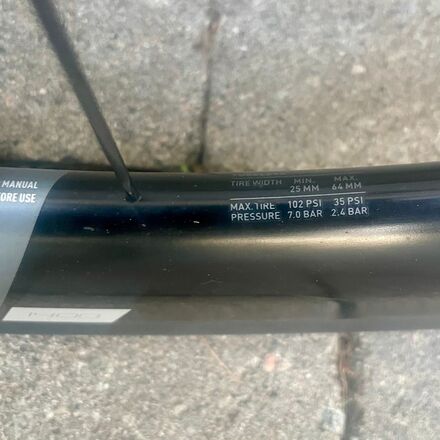 MANUAL
ORE USE
TIRE WIDTH MIN. MAX.
25 MM 64 MM
MAX. TIRE 102 PSI 35 PSI
PRESSURE 7.0 BAR 2.4 BAR